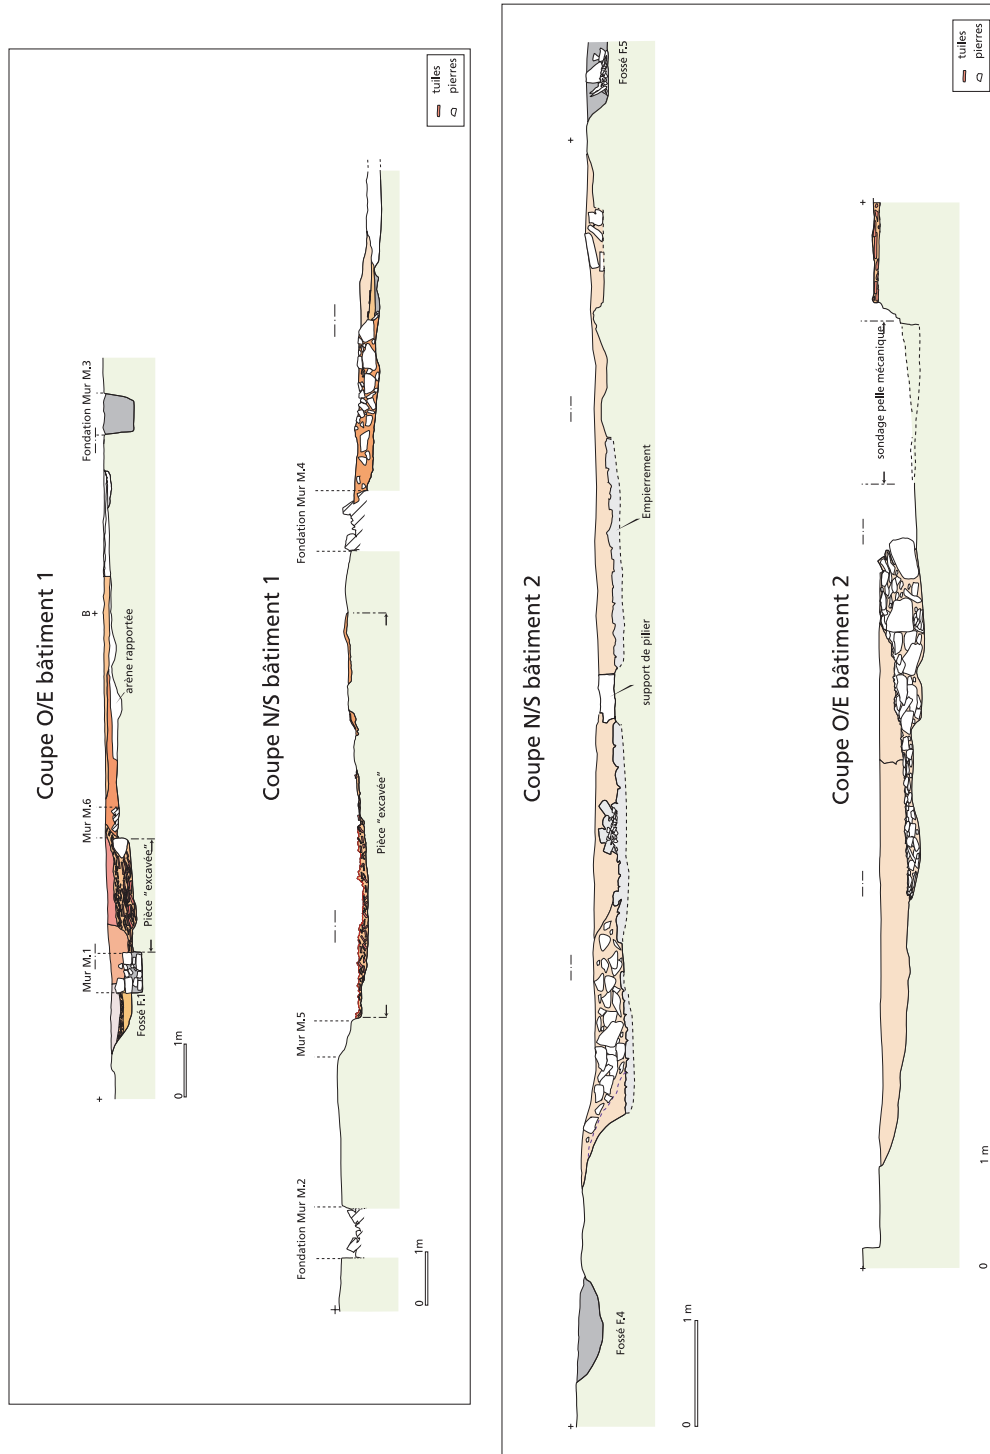 Coupe O/E bâtiment 1
Fossé F.1
Mur M.1
Pièce "excavée"
Mur M.6
arène rapportée
B
Fondation Mur M.3
0 1m
Coupe N/S bâtiment 1
Fondation Mur M.2
Mur M.5
Pièce "excavée"
Fondation Mur M.4
0 1m
tuiles
pierres
Coupe N/S bâtiment 2
Fossé F.4
support de pilier
Empierrement
Fossé F.5
0 1 m
Coupe O/E bâtiment 2
sondage pelle mécanique
0 1 m
tuiles
pierres